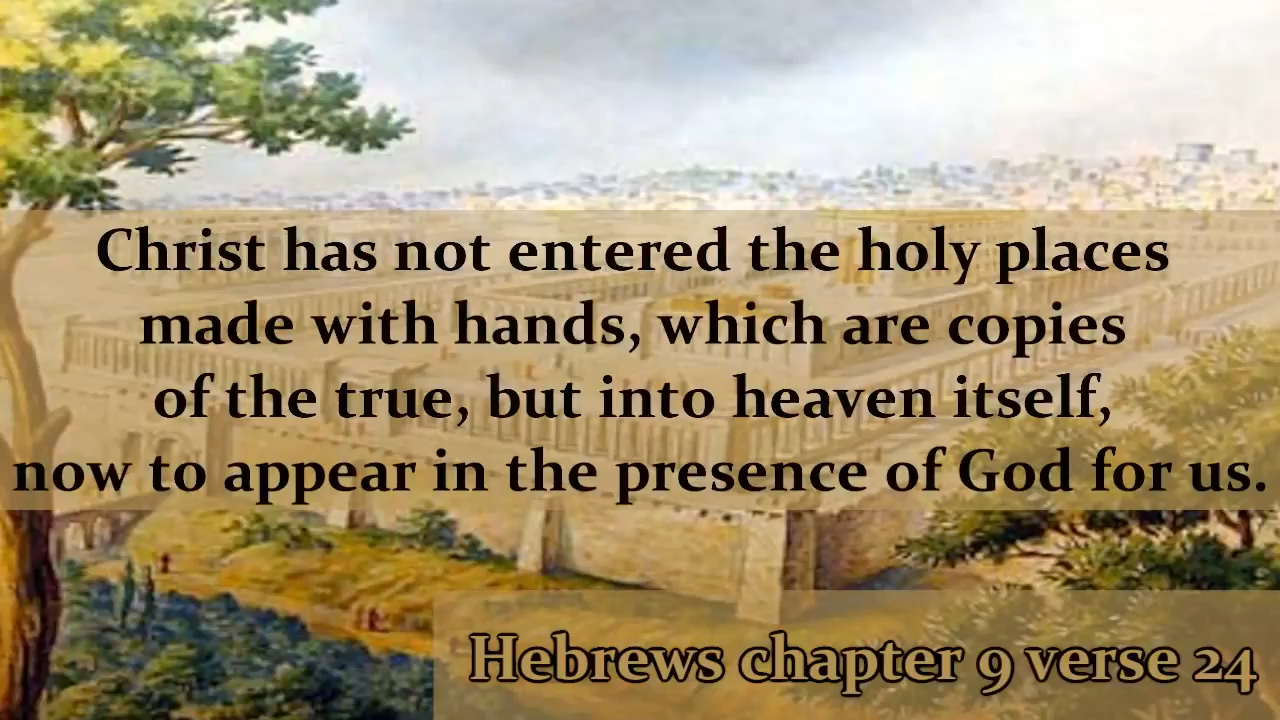 Christ has not entered the holy places
made with hands, which are copies
of the true, but into heaven itself,
now to appear in the presence of God for us.
Hebrews chapter 9 verse 24